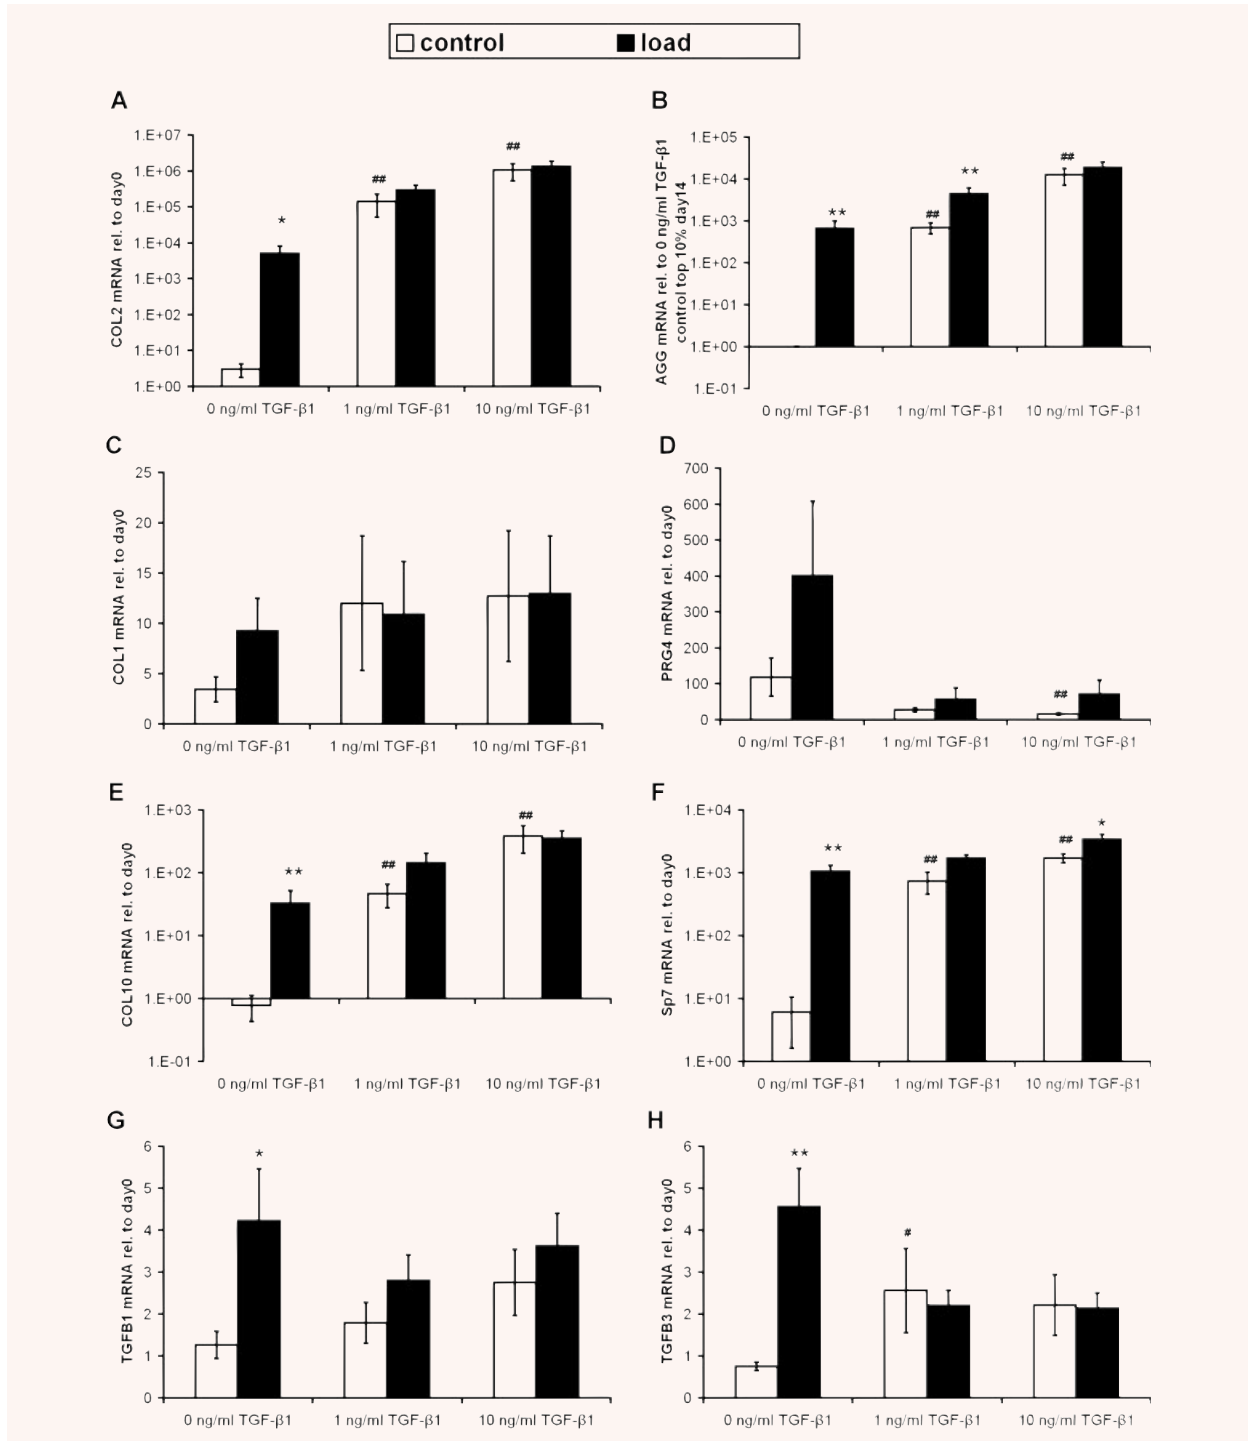 control load
A
COL2 mRNA rel. to day0
1.E+07
1.E+06
1.E+05
1.E+04
1.E+03
1.E+02
1.E+01
1.E+00
*
##
##
0 ng/ml TGF-β1 1 ng/ml TGF-β1 10 ng/ml TGF-β1
B
AGG mRNA rel. to 0 ng/ml TGF-β1
control top 10% day14
1.E+05
1.E+04
1.E+03
1.E+02
1.E+01
1.E+00
1.E-01
**
##
**
##
0 ng/ml TGF-β1 1 ng/ml TGF-β1 10 ng/ml TGF-β1
C
COL1 mRNA rel. to day0
25
20
15
10
5
0
0 ng/ml TGF-β1 1 ng/ml TGF-β1 10 ng/ml TGF-β1
D
PRG4 mRNA rel. to day0
700
600
500
400
300
200
100
0
##
0 ng/ml TGF-β1 1 ng/ml TGF-β1 10 ng/ml TGF-β1
E
COL10 mRNA rel. to day0
1.E+03
1.E+02
1.E+01
1.E+00
1.E-01
**
##
##
0 ng/ml TGF-β1 1 ng/ml TGF-β1 10 ng/ml TGF-β1
F
Sp7 mRNA rel. to day0
1.E+04
1.E+03
1.E+02
1.E+01
1.E+00
**
##
##
*
0 ng/ml TGF-β1 1 ng/ml TGF-β1 10 ng/ml TGF-β1
G
TGFB1 mRNA rel. to day0
6
5
4
3
2
1
0
*
0 ng/ml TGF-β1 1 ng/ml TGF-β1 10 ng/ml TGF-β1
H
TGFB3 mRNA rel. to day0
6
5
4
3
2
1
0
**
#
0 ng/ml TGF-β1 1 ng/ml TGF-β1 10 ng/ml TGF-β1